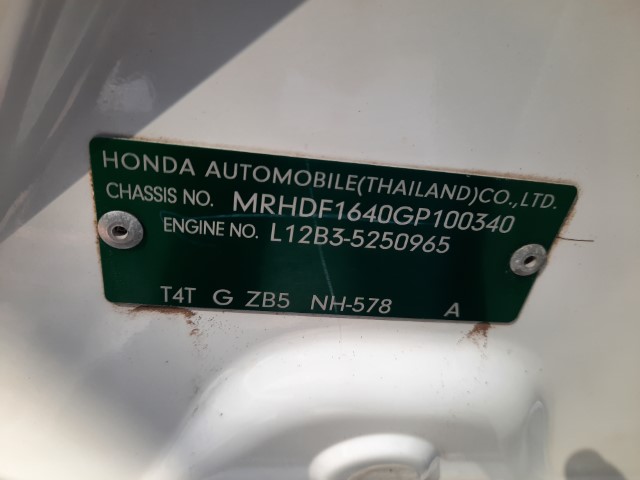 HONDA AUTOMOBILE(THAILAND)CO.,LTD.
CHASSIS NO. MRHDF1640GP100340
ENGINE NO. L12B3-5250965
T4T G ZB5 NH-578 A